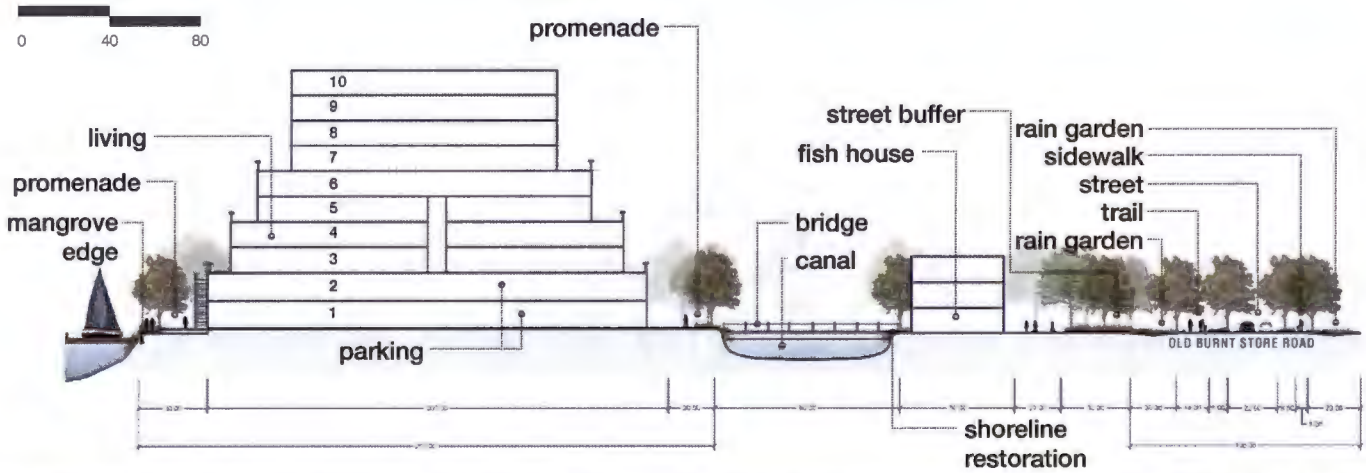 0 40 80
promenade
10
9
8
7
6
5
4
3
2
1
living
promenade
mangrove
edge
parking
street buffer
fish house
bridge
canal
rain garden
sidewalk
street
trail
rain garden
OLD BURNT STORE ROAD
shoreline
restoration